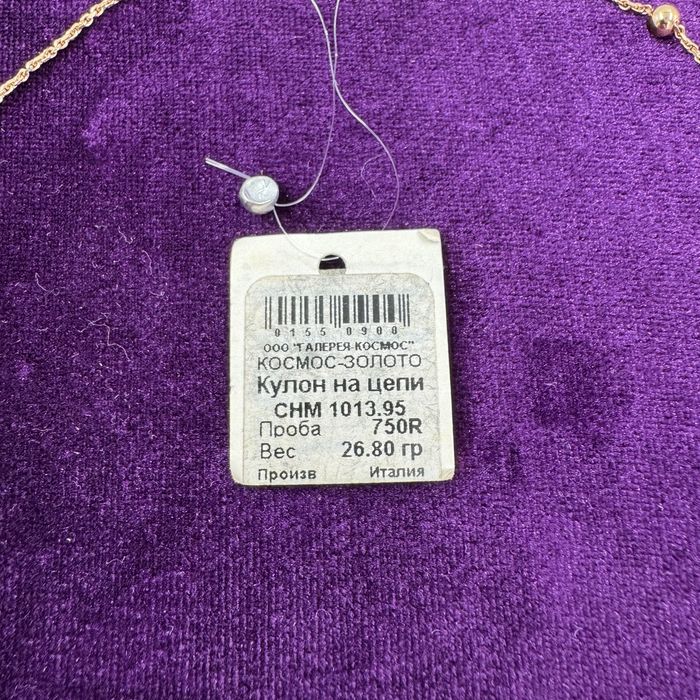 0155 0900
ООО "ГАЛЕРЕЯ-КОСМОС"
КОСМОС-ЗОЛОТО
Кулон на цепи
CHM 1013.95
Проба 750R
Вес 26.80 гр
Произв Италия